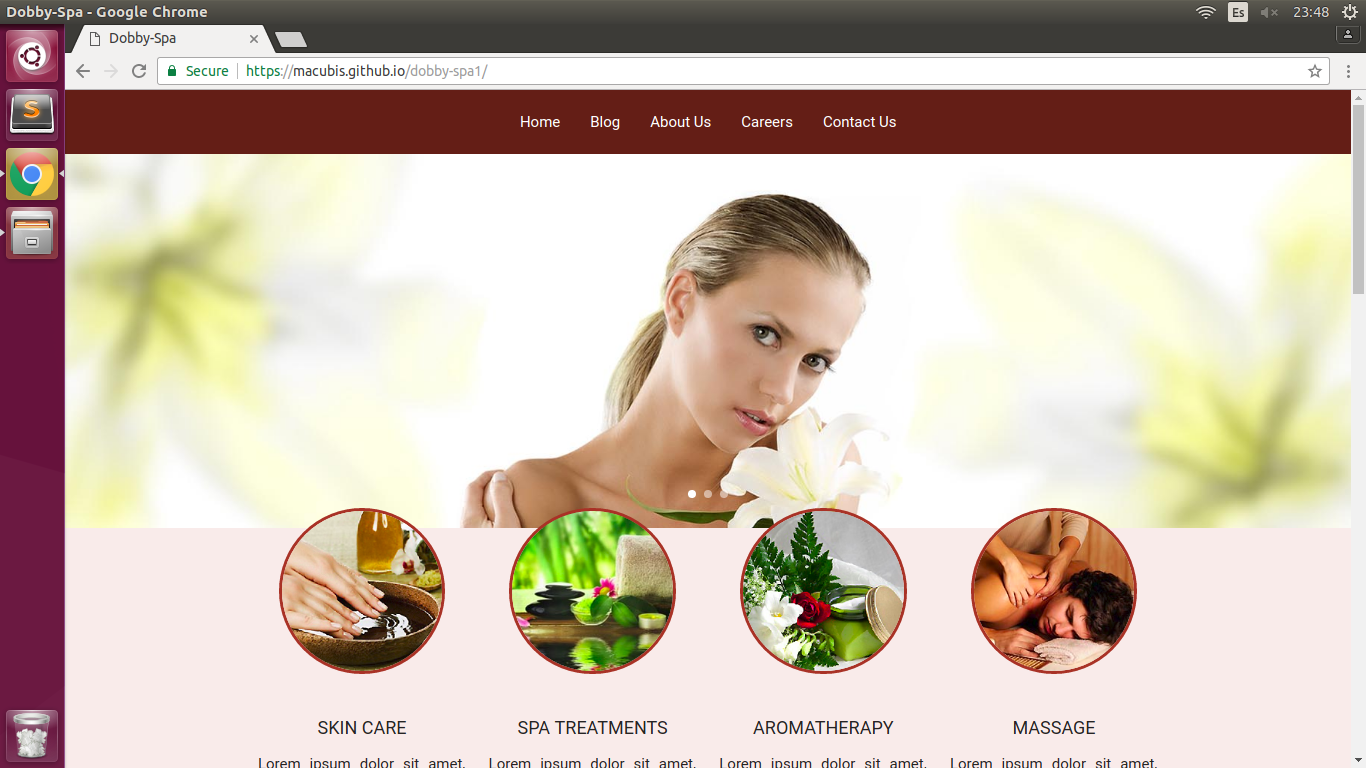 Dobby-Spa - Google Chrome
Es
23:48
Dobby-Spa
Secure
https://macubis.github.io/dobby-spa1/
Home Blog About Us Careers Contact Us
SKIN CARE SPA TREATMENTS AROMATHERAPY MASSAGE
Lorem ipsum dolor sit amet, Lorem ipsum dolor sit amet, Lorem ipsum dolor sit amet, Lorem ipsum dolor sit amet,